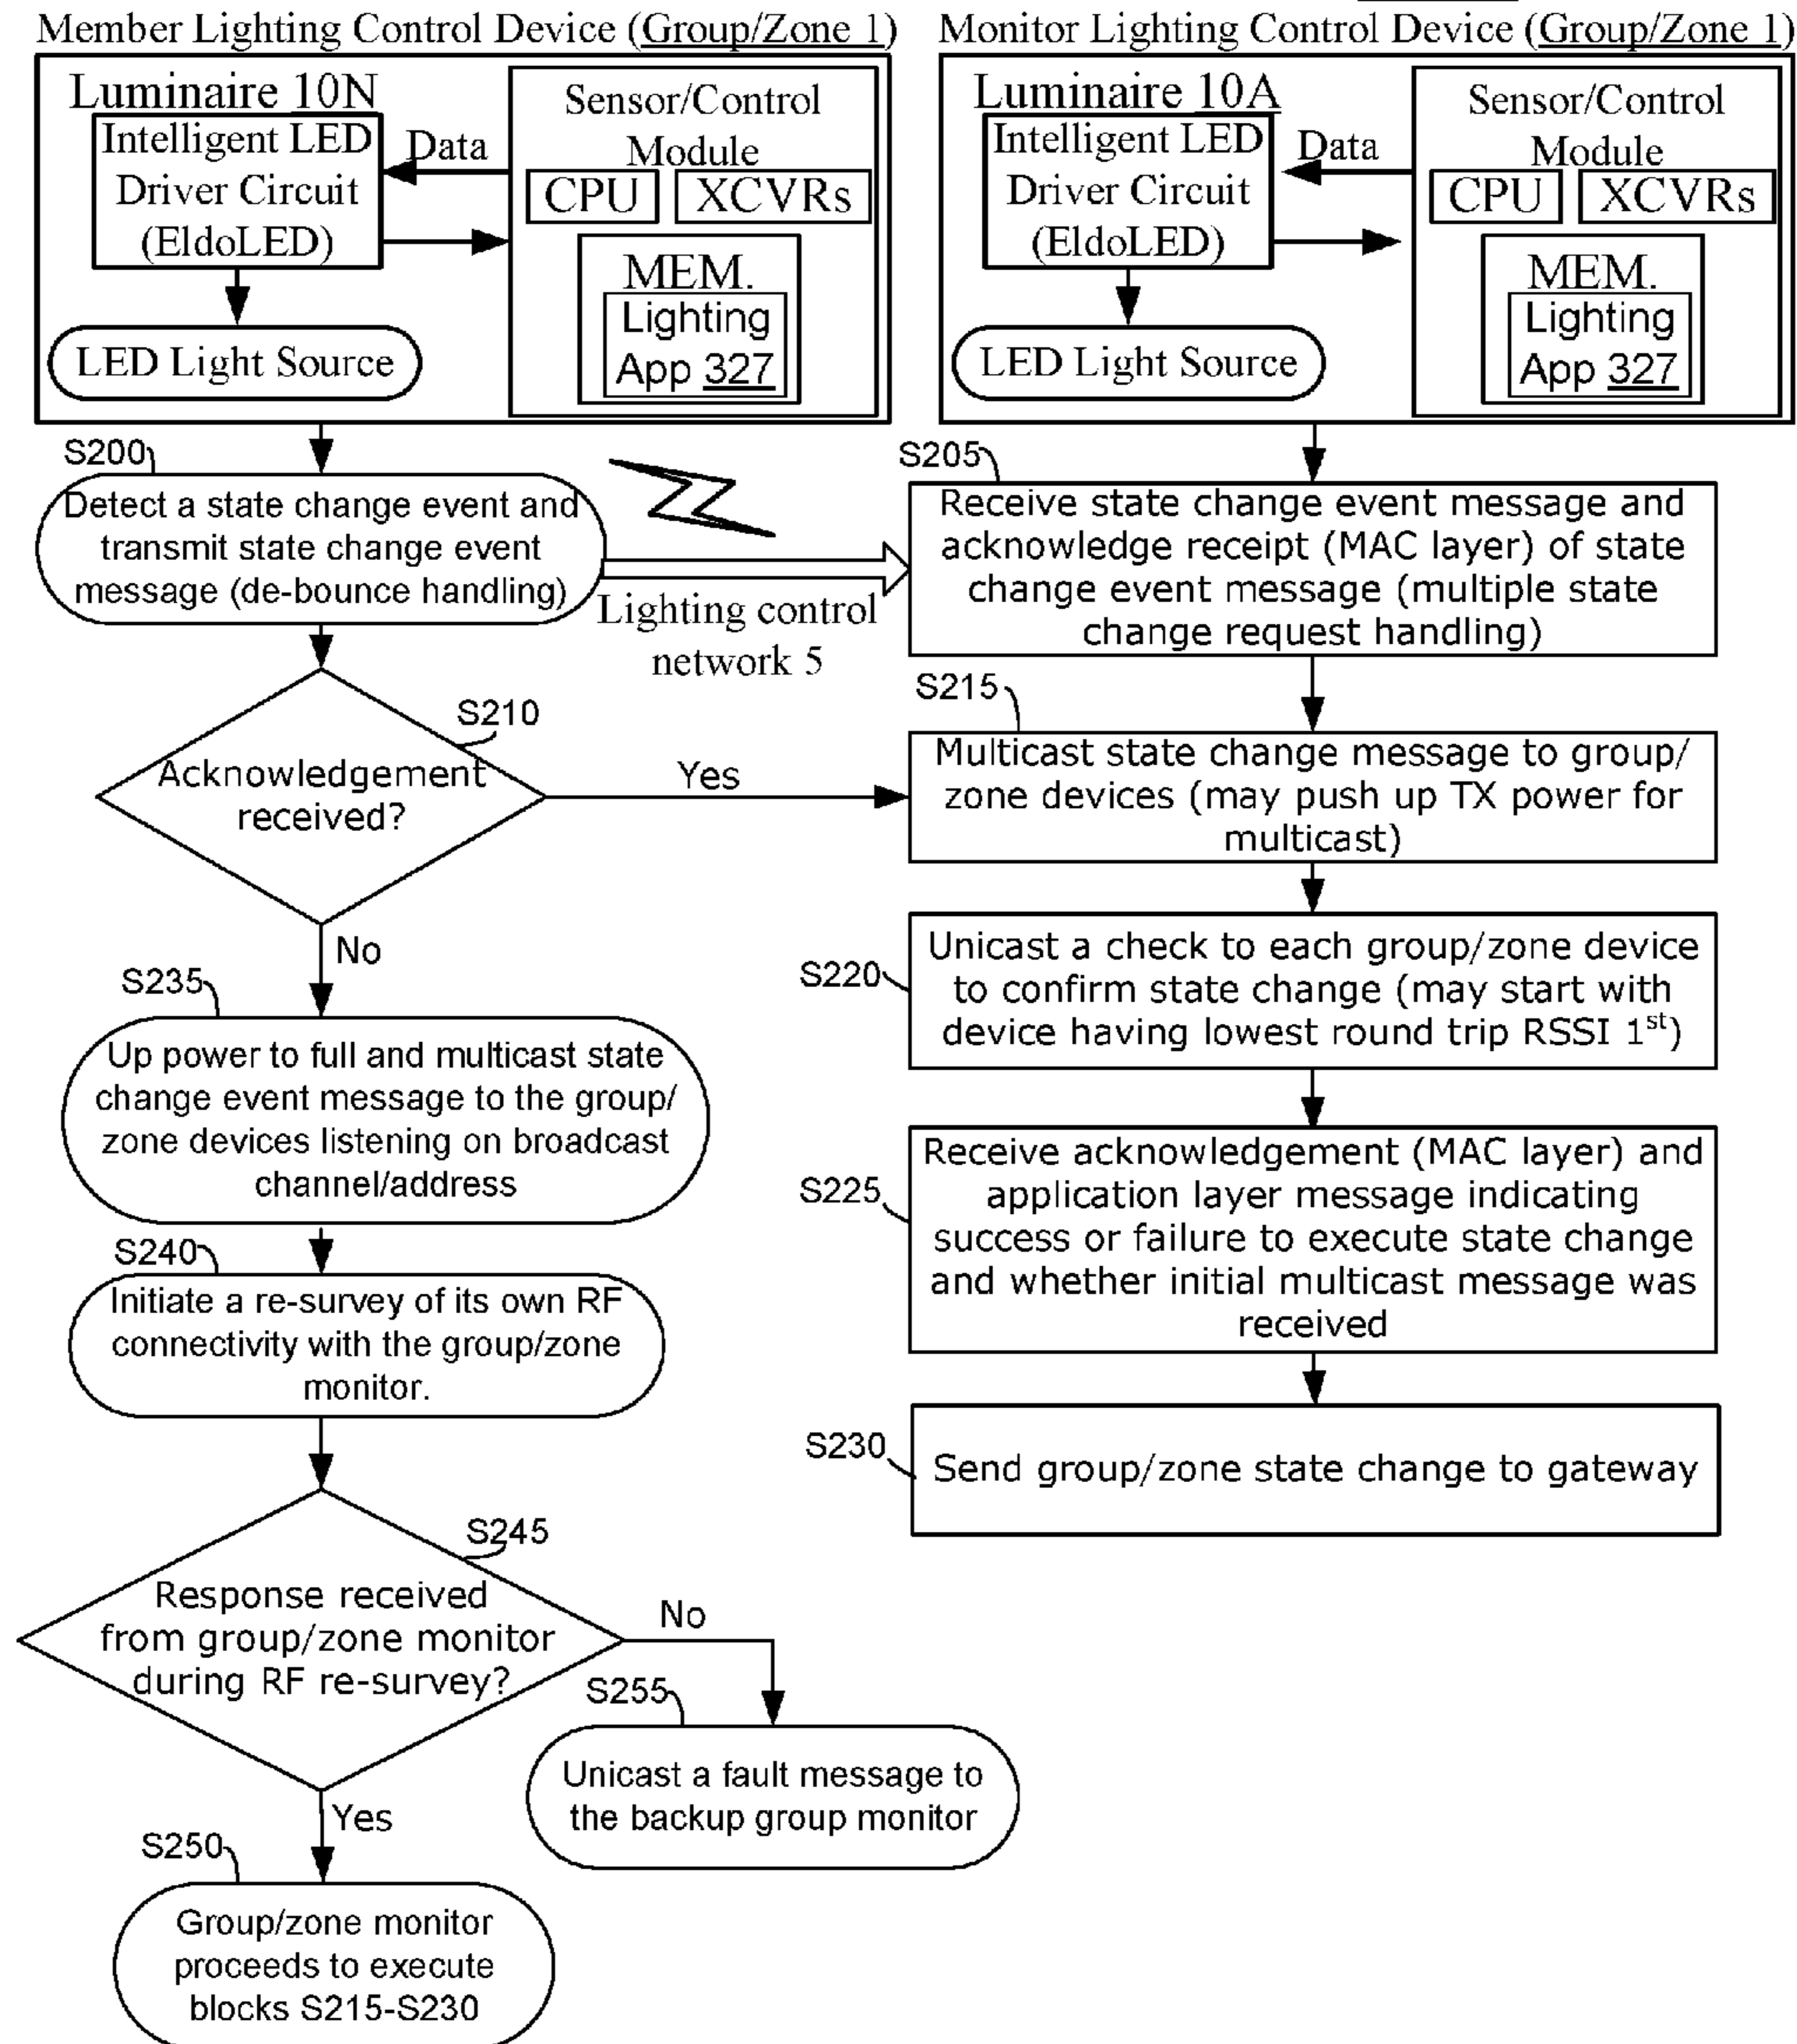 Member Lighting Control Device (Group/Zone 1)
Luminaire 10N
Intelligent LED
Driver Circuit
(EldoLED)
Data
Sensor/Control
Module
CPU
XCVRs
MEM.
Lighting
App 327
LED Light Source
Monitor Lighting Control Device (Group/Zone 1)
Luminaire 10A
Intelligent LED
Driver Circuit
(EldoLED)
Data
Sensor/Control
Module
CPU
XCVRs
MEM.
Lighting
App 327
LED Light Source
S200
Detect a state change event and
transmit state change event
message (de-bounce handling)
Lighting control
network 5
S205
Receive state change event message and
acknowledge receipt (MAC layer) of state
change event message (multiple state
change request handling)
S210
Acknowledgement
received?
Yes
No
S215
Multicast state change message to group/
zone devices (may push up TX power for
multicast)
S220
Unicast a check to each group/zone device
to confirm state change (may start with
device having lowest round trip RSSI 1st)
S225
Receive acknowledgement (MAC layer) and
application layer message indicating
success or failure to execute state change
and whether initial multicast message was
received
S230
Send group/zone state change to gateway
S235
Up power to full and multicast state
change event message to the group/
zone devices listening on broadcast
channel/address
S240
Initiate a re-survey of its own RF
connectivity with the group/zone
monitor.
S245
Response received
from group/zone monitor
during RF re-survey?
No
S255
Unicast a fault message to
the backup group monitor
Yes
S250
Group/zone monitor
proceeds to execute
blocks S215-S230